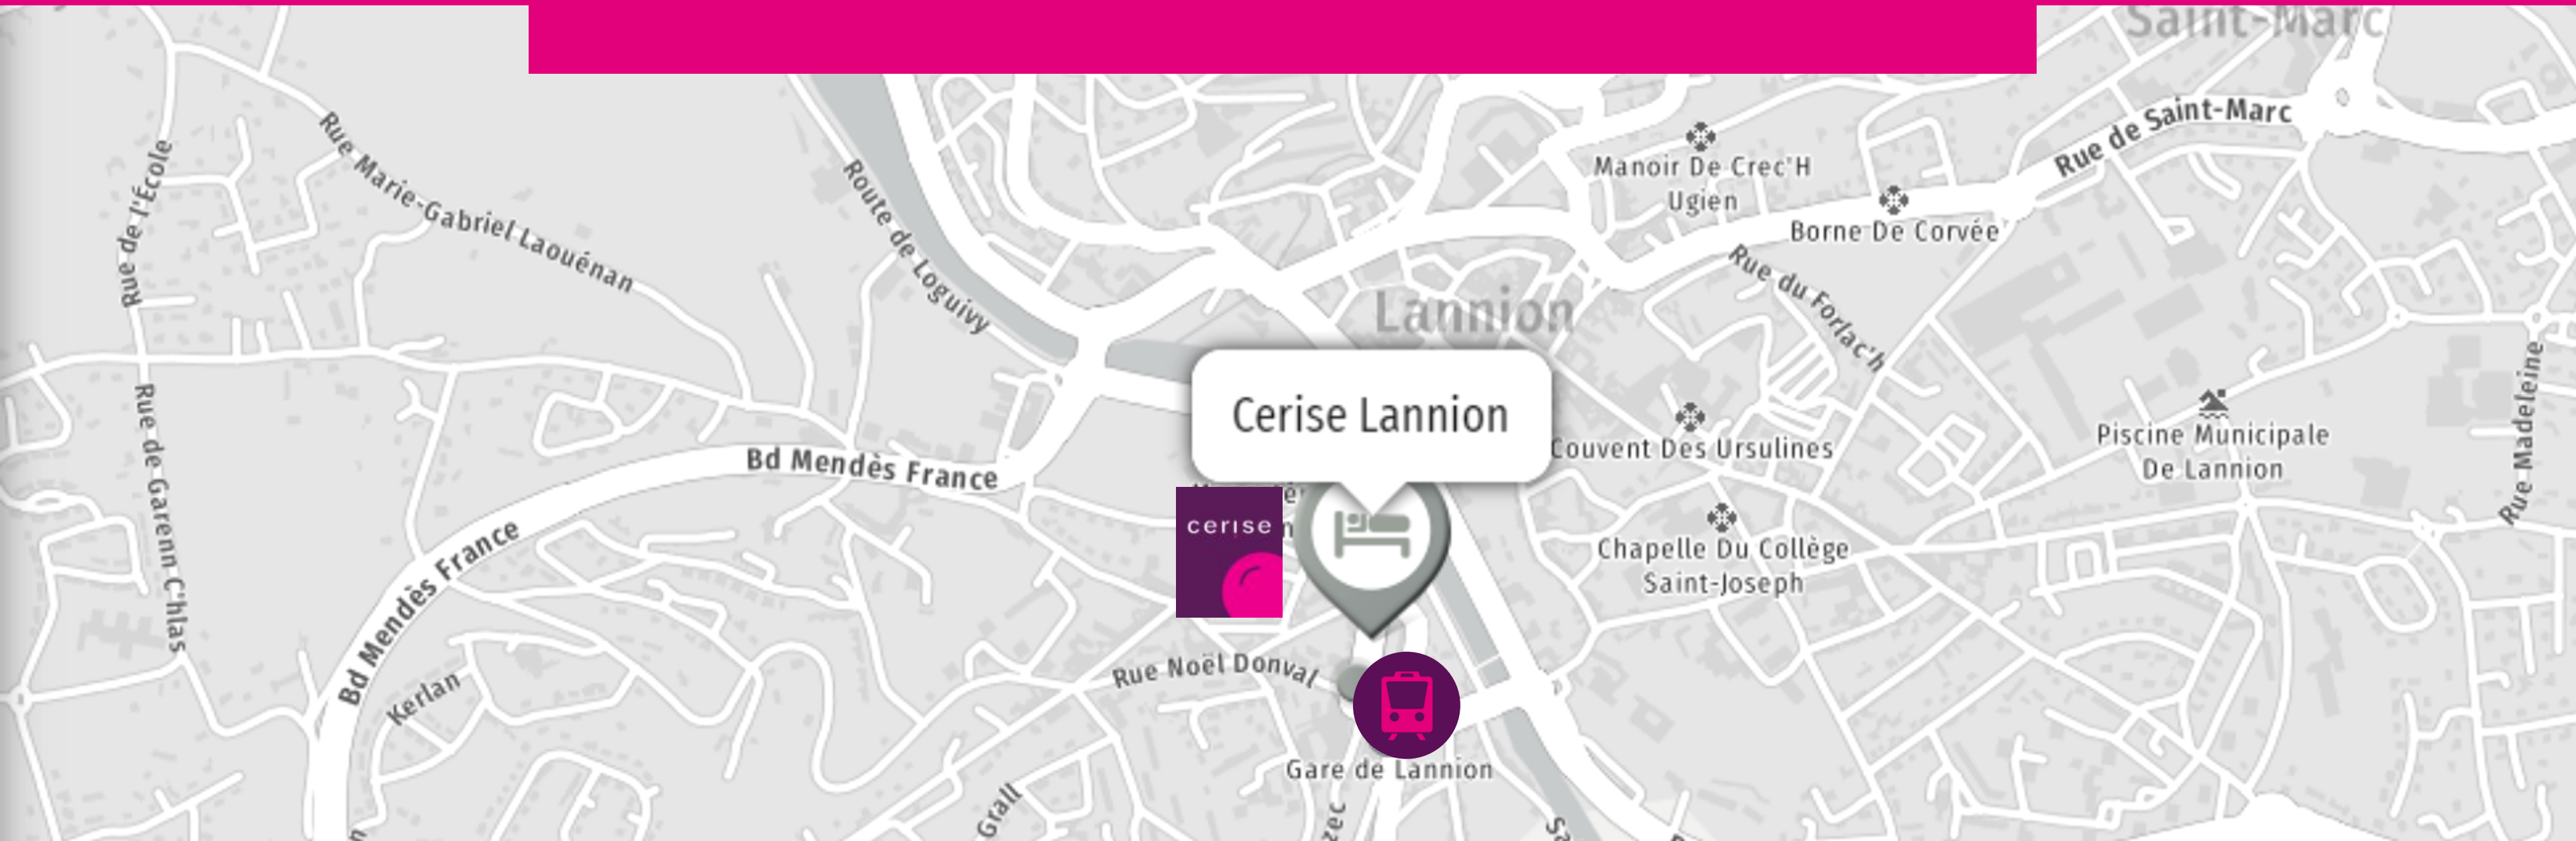 Saint-Marc
Rue de Saint-Marc
Rue Marie-Gabriel Laouénan
Rue de l'École
Route de Loguivy
Manoir De Crec'H
Ugien
Borne De Corvée
Rue du Forlac'h
Lannion
Rue Madeleine
Cerise Lannion
Couvent Des Ursulines
Piscine Municipale
De Lannion
Rue de Garenn C'hlas
Bd Mendès France
cerise
Bd Mendès France
Chapelle Du Collège
Saint-Joseph
Kerlan
Rue Noël Donval
Gare de Lannion
Grall